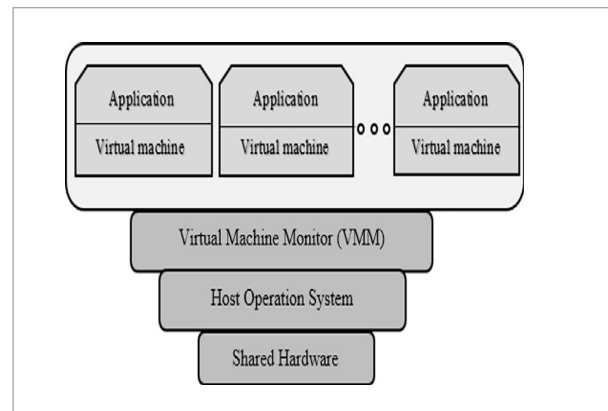 Application Application Application
Virtual machine Virtual machine Virtual machine
Virtual Machine Monitor (VMM)
Host Operation System
Shared Hardware